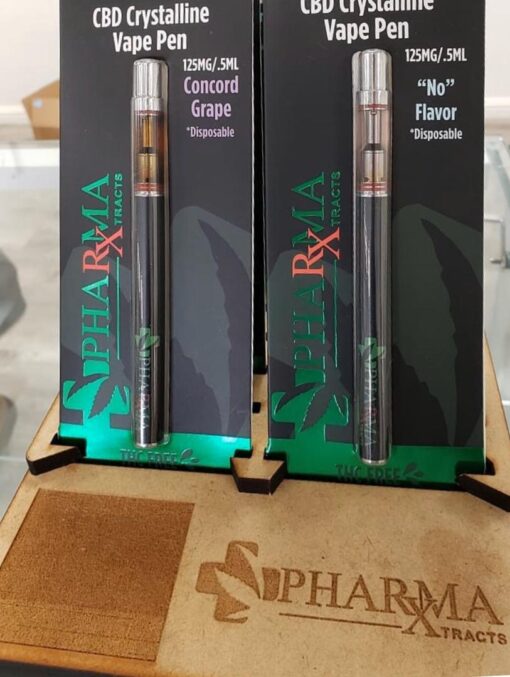 CBD Crystalline
Vape Pen
125MG/.5ML
Concord
Grape
*Disposable
PHARMA
XTRACTS
PHARMA
THC FREE
CBD Crystalline
Vape Pen
125MG/.5ML
“No”
Flavor
*Disposable
PHARMA
XTRACTS
PHARMA
THC FREE
PHARMA
XTRACTS